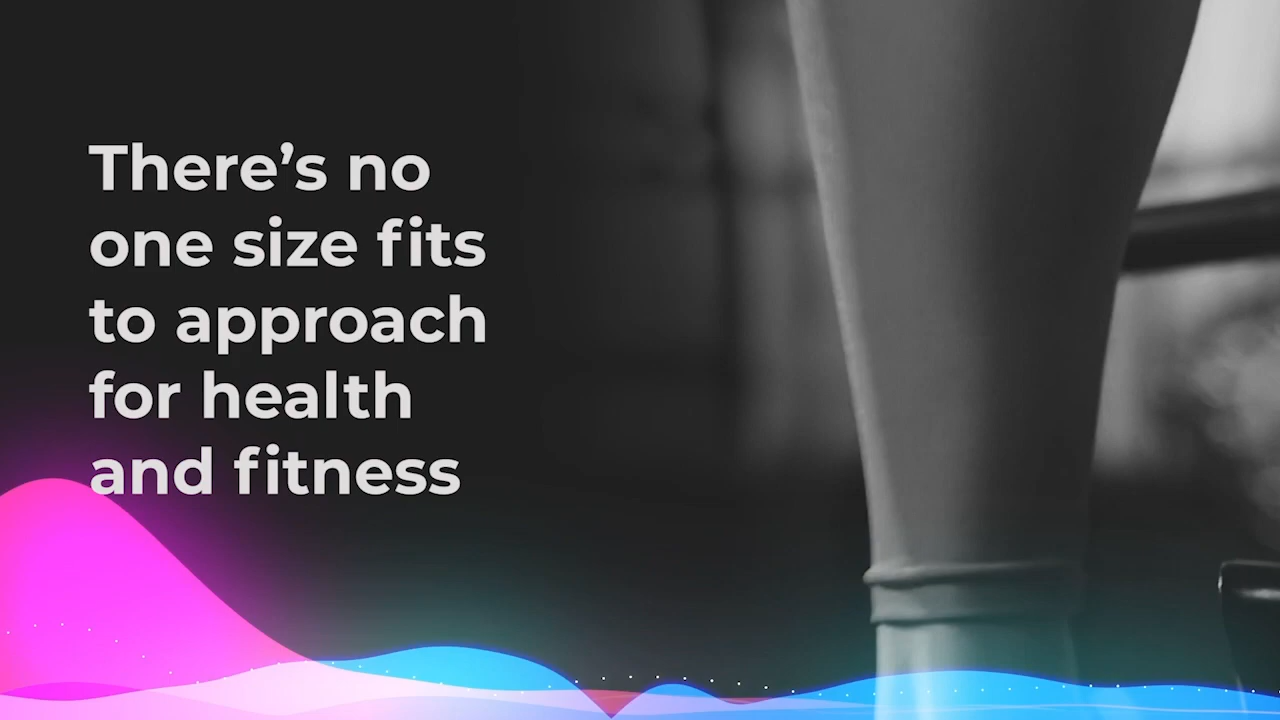 There’s no
one size fits
to approach
for health
and fitness